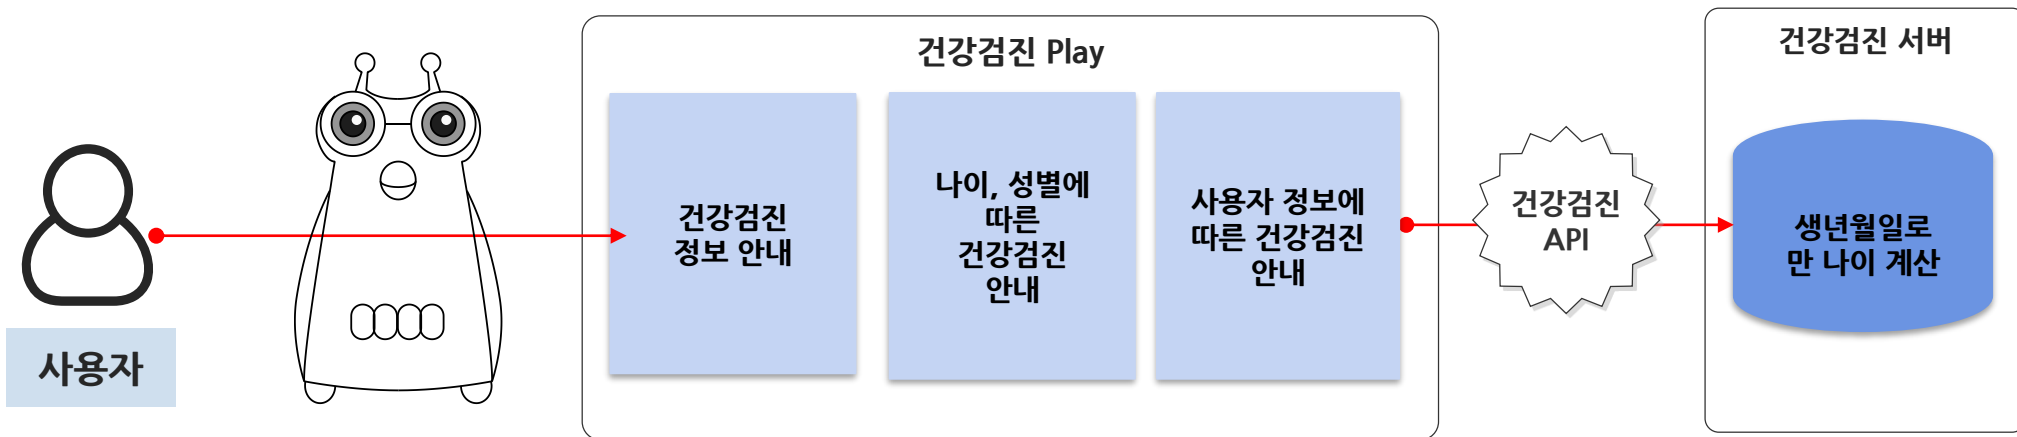 사용자
건강검진 Play
건강검진
정보 안내
나이, 성별에
따른
건강검진
안내
사용자 정보에
따른 건강검진
안내
건강검진
API
건강검진 서버
생년월일로
만 나이 계산